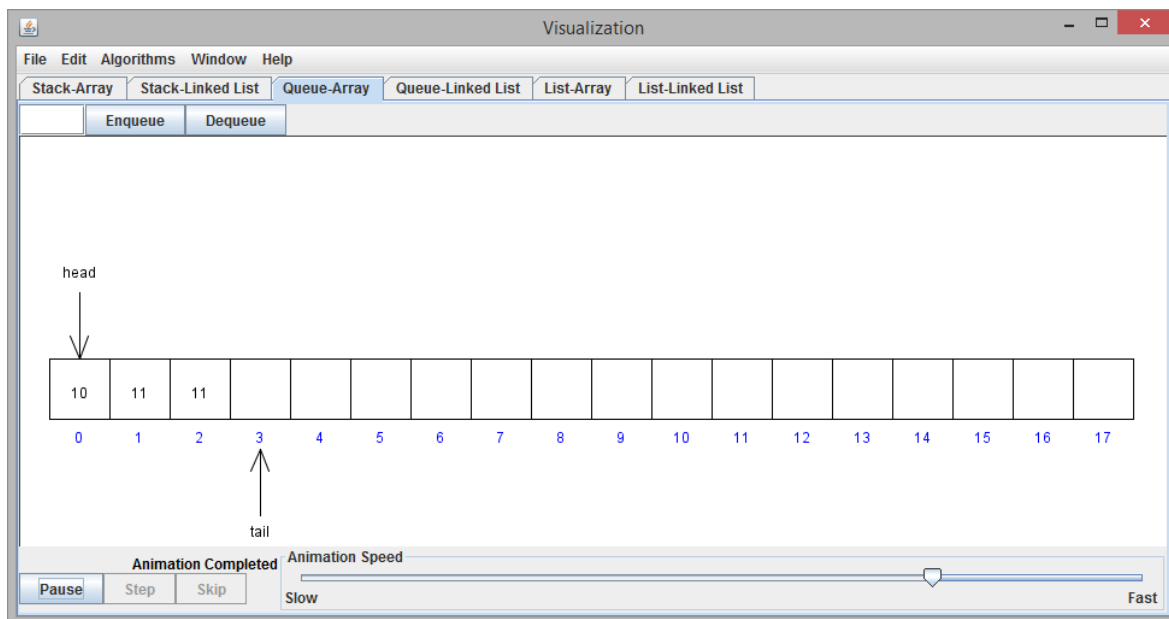 Visualization
File Edit Algorithms Window Help
Stack-Array Stack-Linked List Queue-Array Queue-Linked List List-Array List-Linked List
Enqueue Dequeue
head
10 11 11
0 1 2 3 4 5 6 7 8 9 10 11 12 13 14 15 16 17
tail
Animation Completed Animation Speed
Pause Step Skip
Slow Fast